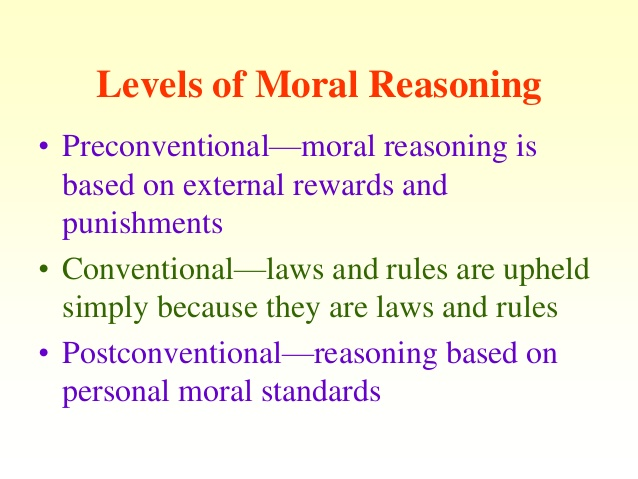 Levels of Moral Reasoning
• Preconventional—moral reasoning is
based on external rewards and
punishments
• Conventional—laws and rules are upheld
simply because they are laws and rules
• Postconventional—reasoning based on
personal moral standards